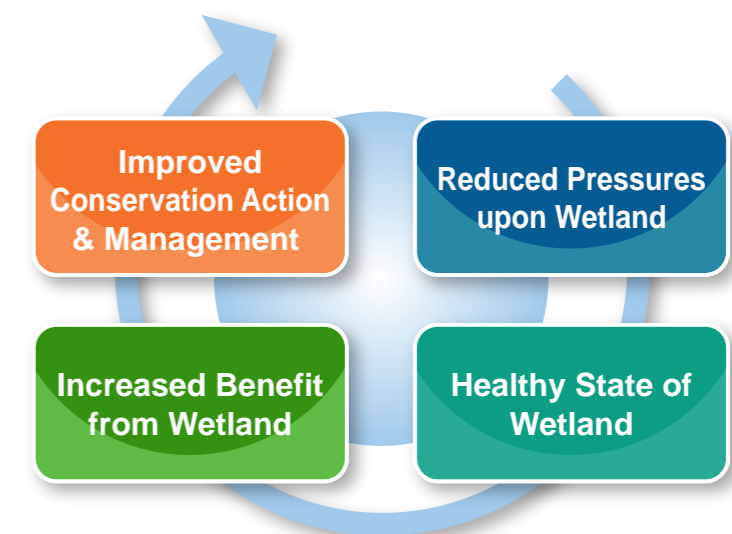 Improved
Conservation Action
& Management
Reduced Pressures
upon Wetland
Increased Benefit
from Wetland
Healthy State of
Wetland